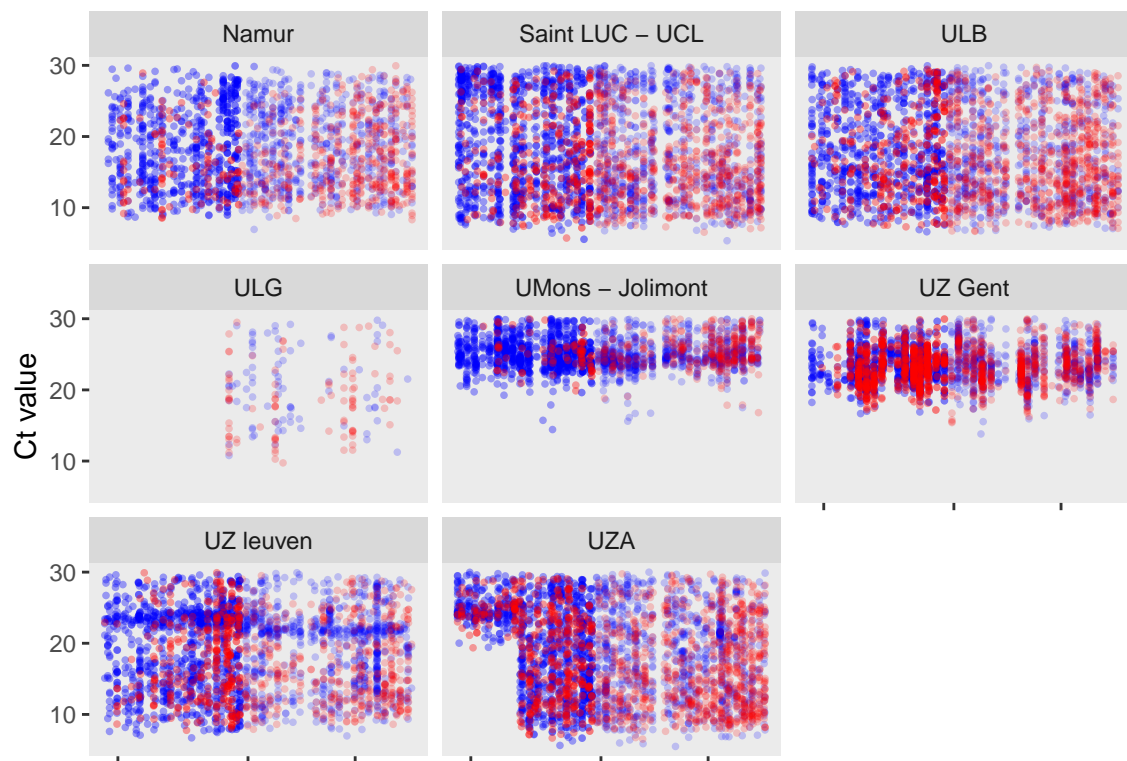 Namur
Saint LUC − UCL
ULB
30
20
10
ULG
UMons − Jolimont
UZ Gent
30
20
10
Ct value
UZ leuven
UZA
30
20
10